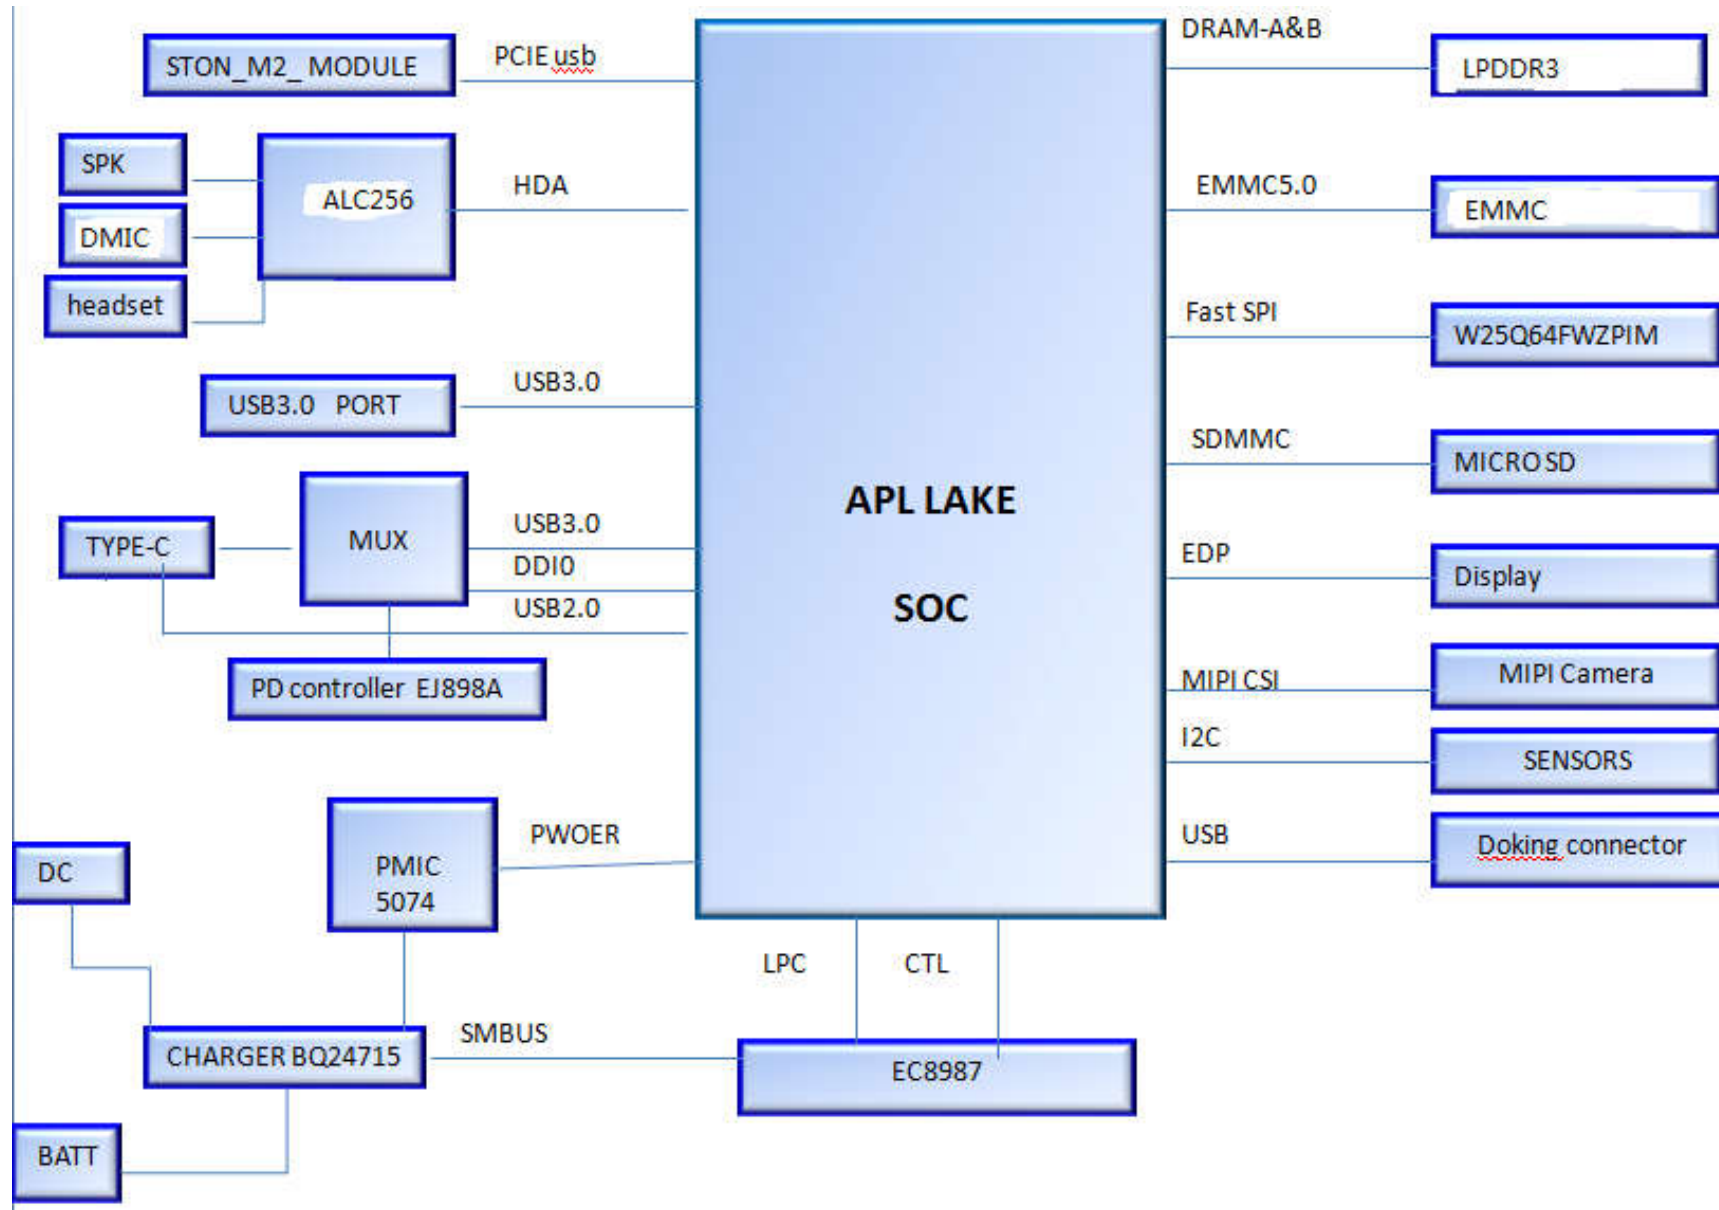 STON_M2_ MODULE
PCIE usb
SPK
DMIC
headset
ALC256
HDA
USB3.0 PORT
USB3.0
TYPE-C
MUX
USB3.0
DDI0
USB2.0
PD controller EJ898A
DC
PMIC
5074
PWOER
CHARGER BQ24715
SMBUS
BATT
APL LAKE
SOC
LPC
CTL
EC8987
DRAM-A&B
LPDDR3
EMMC5.0
EMMC
Fast SPI
W25Q64FWZPIM
SDMMC
MICRO SD
EDP
Display
MIPI CSI
MIPI Camera
I2C
SENSORS
USB
Doking connector